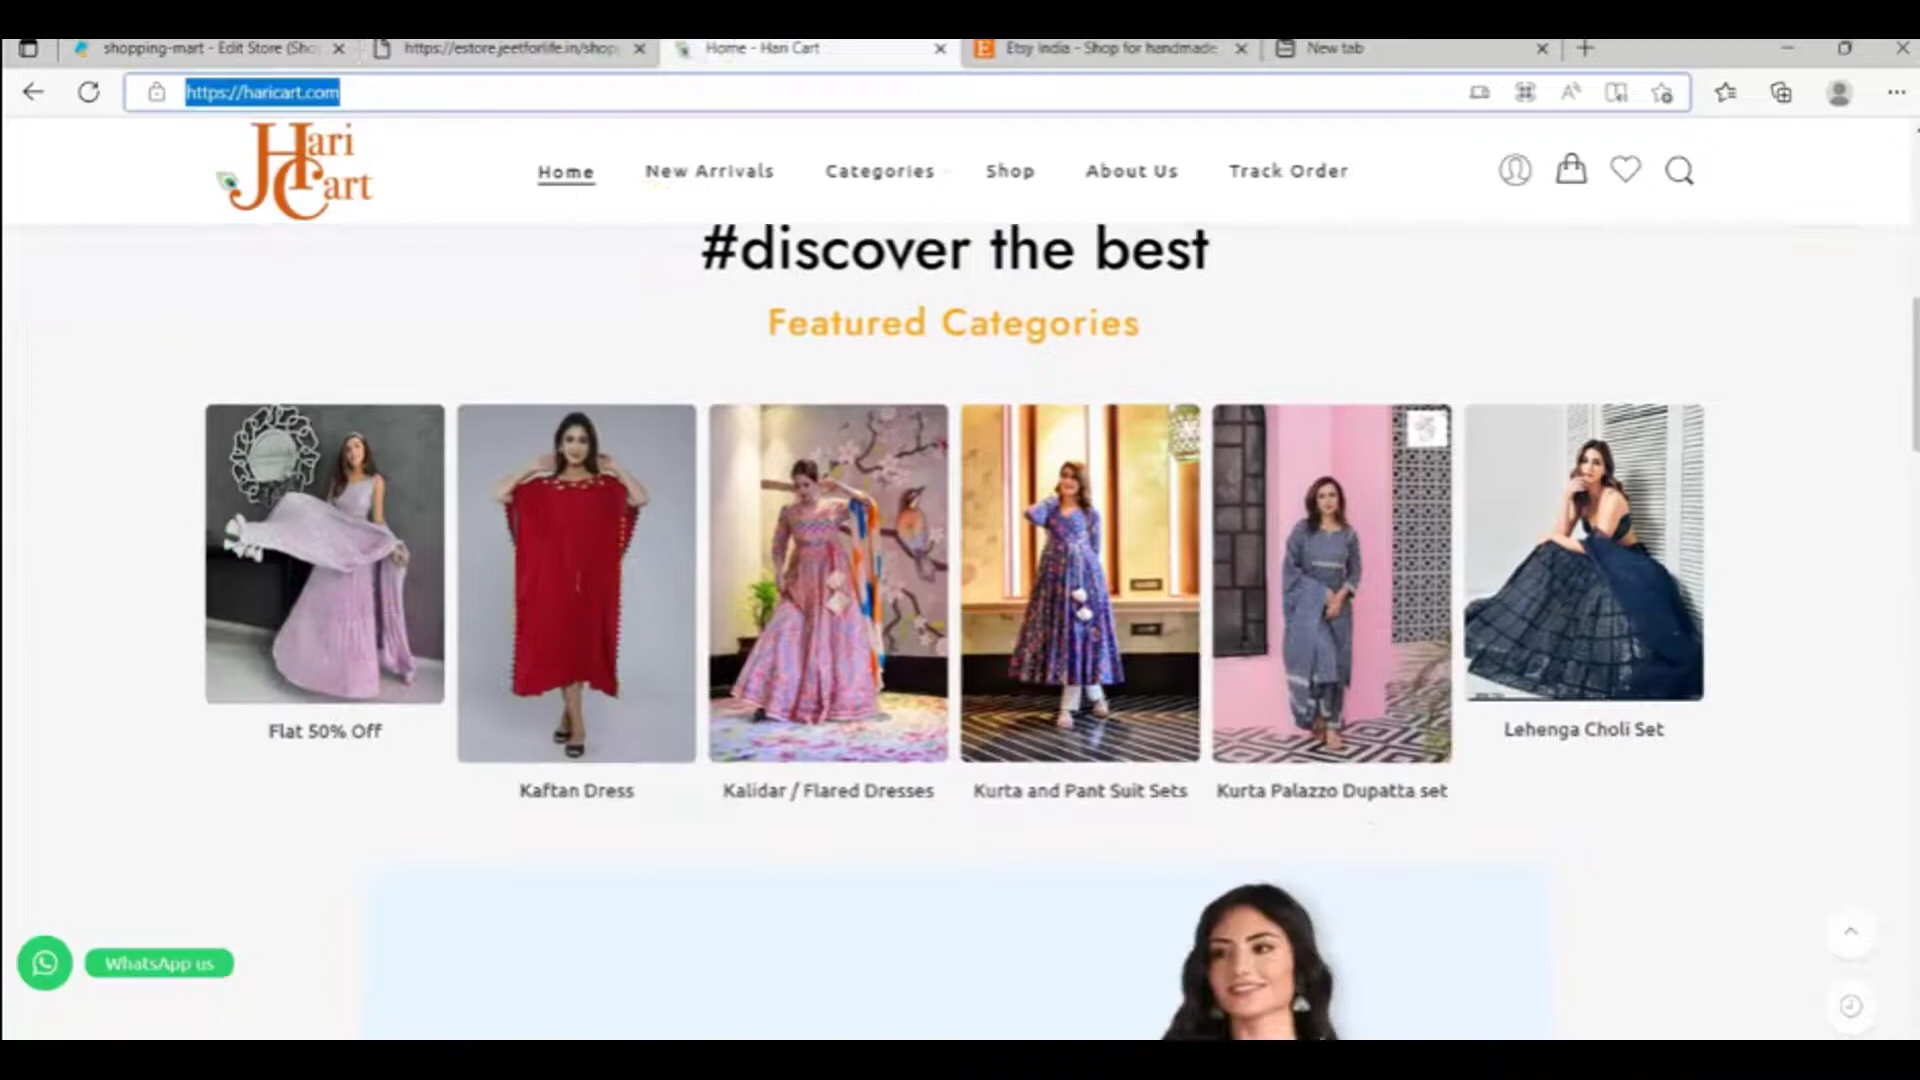 shopping-mart - Edit Store (Sho
https://estore.jeetforlife.in/shop
Home - Hari Cart
Etsy India - Shop for handmade
New tab
https://haricart.com
Hari Cart
Home
New Arrivals
Categories
Shop
About Us
Track Order
#discover the best
Featured Categories
Flat 50% Off
Kaftan Dress
Kalidar / Flared Dresses
Kurta and Pant Suit Sets
Kurta Palazzo Dupatta set
Lehenga Choli Set
WhatsApp us